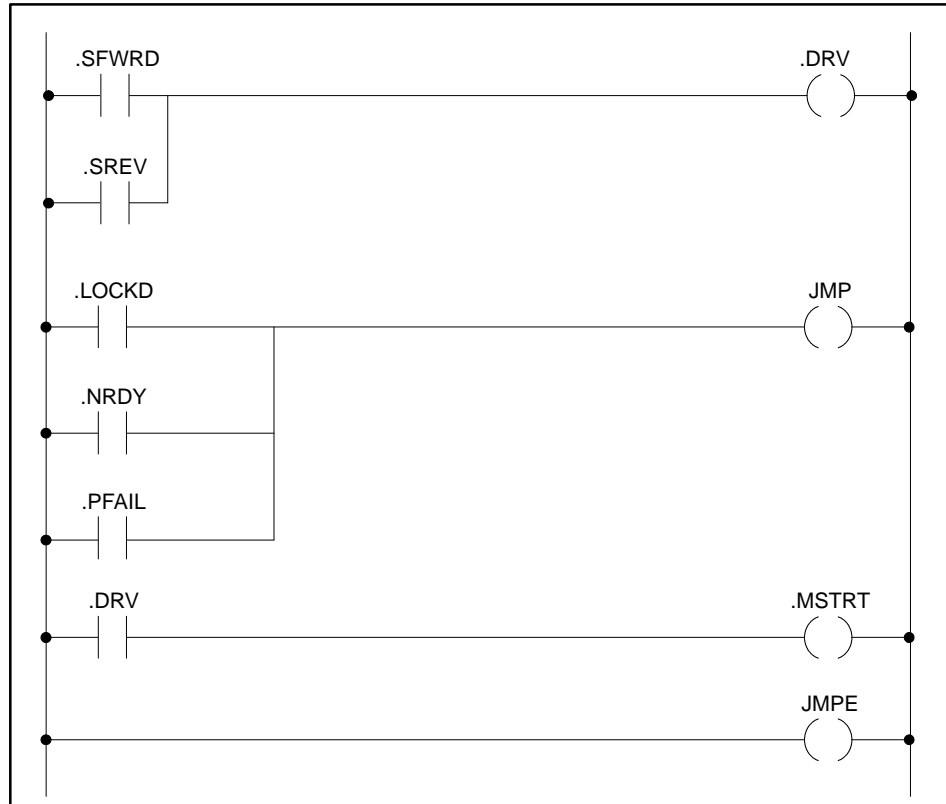 .SFWRD .DRV
.SREV
.LOCKD JMP
.NRDY
.PFAIL
.DRV .MSTRT
JMPE